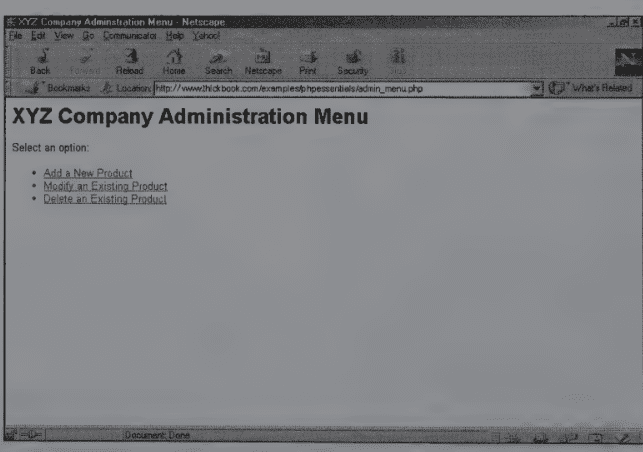 XYZ Company Adminstration Menu - Netscape
File Edit View Go Communicator Help Yahoo!
Back Reload Home Search Netscape Print Security
Bookmarks Location: http://www.thickbook.com/examples/phpessentials/admin_menu.php What's Related
XYZ Company Administration Menu
Select an option:
• Add a New Product
• Modify an Existing Product
• Delete an Existing Product
Document: Done